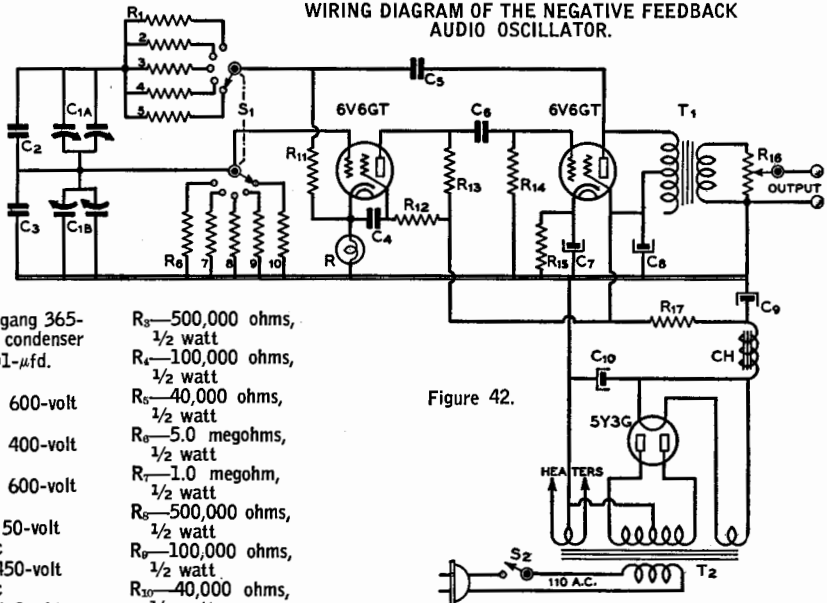 WIRING DIAGRAM OF THE NEGATIVE FEEDBACK
AUDIO OSCILLATOR.
R1
2
3
4
5
S1
C1A
C2
C3
C1B
R6
7
8
9
10
R11
6V6GT
C4
R12
R
C5
C6
R13
R14
6V6GT
R15
C7
C8
T1
R16
OUTPUT
R17
C9
CH
C10
5Y3G
HEATERS
S2
110 A.C.
T2
Figure 42.
gang 365-
condenser
01-µfd.
600-volt
400-volt
600-volt
50-volt
450-volt
R3—500,000 ohms,
1/2 watt
R4—100,000 ohms,
1/2 watt
R5—40,000 ohms,
1/2 watt
R6—5.0 megohms,
1/2 watt
R7—1.0 megohm,
1/2 watt
R8—500,000 ohms,
1/2 watt
R9—100,000 ohms,
1/2 watt
R10—40,000 ohms,